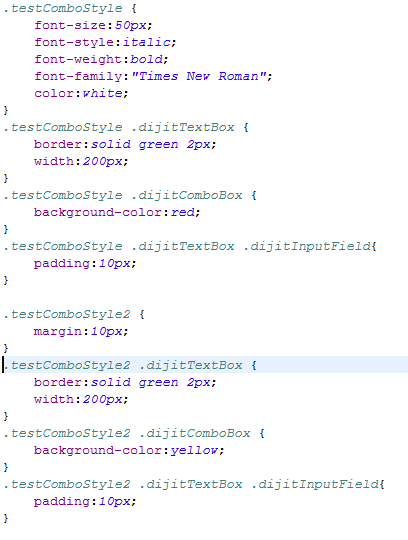 .testComboStyle {
    font-size:50px;
    font-style:italic;
    font-weight:bold;
    font-family:"Times New Roman";
    color:white;
}
.testComboStyle .dijitTextBox {
    border:solid green 2px;
    width:200px;
}
.testComboStyle .dijitComboBox {
    background-color:red;
}
.testComboStyle .dijitTextBox .dijitInputField{
    padding:10px;
}

.testComboStyle2 {
    margin:10px;
}
.testComboStyle2 .dijitTextBox {
    border:solid green 2px;
    width:200px;
}
.testComboStyle2 .dijitComboBox {
    background-color:yellow;
}
.testComboStyle2 .dijitTextBox .dijitInputField{
    padding:10px;
}